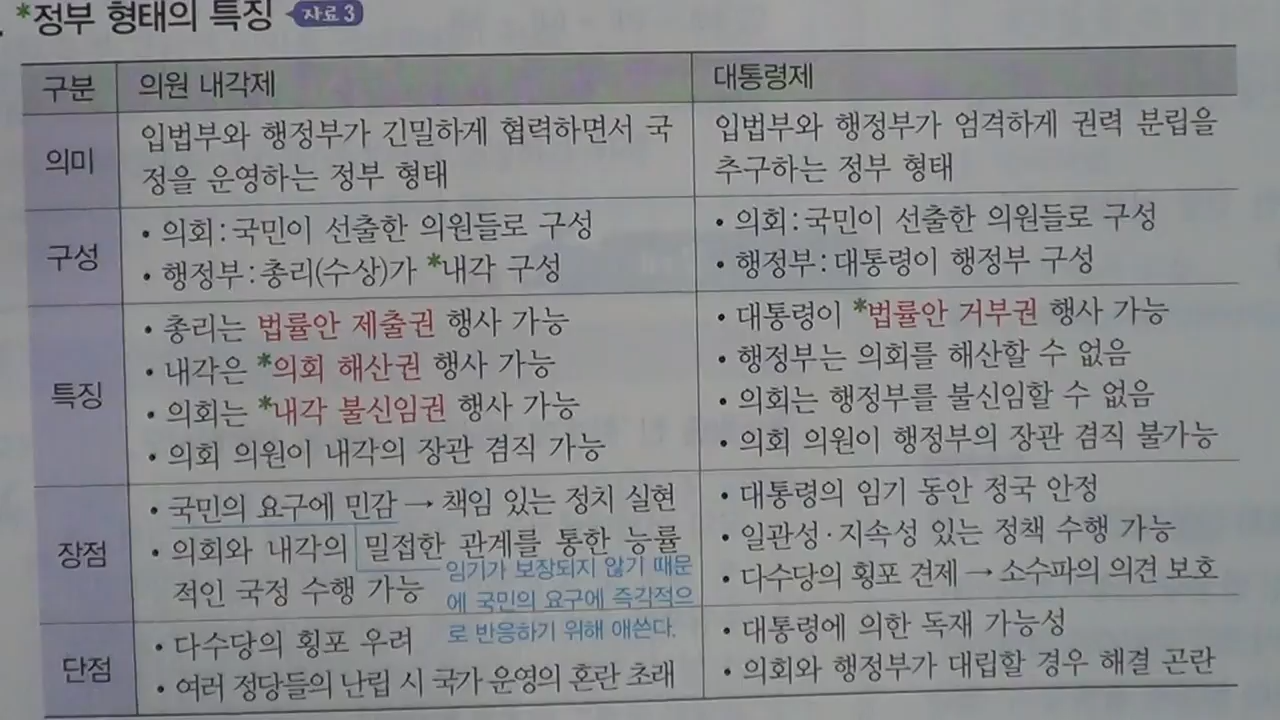 *정부 형태의 특징 자료 3
구분 의원 내각제 대통령제
의미
입법부와 행정부가 긴밀하게 협력하면서 국
정을 운영하는 정부 형태
입법부와 행정부가 엄격하게 권력 분립을
추구하는 정부 형태
구성
• 의회:국민이 선출한 의원들로 구성
• 행정부:총리(수상)가 *내각 구성
• 의회:국민이 선출한 의원들로 구성
• 행정부:대통령이 행정부 구성
특징
• 총리는 법률안 제출권 행사 가능
• 내각은 *의회 해산권 행사 가능
• 의회는 *내각 불신임권 행사 가능
• 의회 의원이 내각의 장관 겸직 가능
• 대통령이 *법률안 거부권 행사 가능
• 행정부는 의회를 해산할 수 없음
• 의회는 행정부를 불신임할 수 없음
• 의회 의원이 행정부의 장관 겸직 불가능
장점
• 국민의 요구에 민감 → 책임 있는 정치 실현
• 의회와 내각의 밀접한 관계를 통한 능률
적인 국정 수행 가능
임기가 보장되지 않기 때문
에 국민의 요구에 즉각적으
로 반응하기 위해 애쓴다.
• 대통령의 임기 동안 정국 안정
• 일관성·지속성 있는 정책 수행 가능
• 다수당의 횡포 견제 → 소수파의 의견 보호
단점
• 다수당의 횡포 우려
• 여러 정당들의 난립 시 국가 운영의 혼란 초래
• 대통령에 의한 독재 가능성
• 의회와 행정부가 대립할 경우 해결 곤란